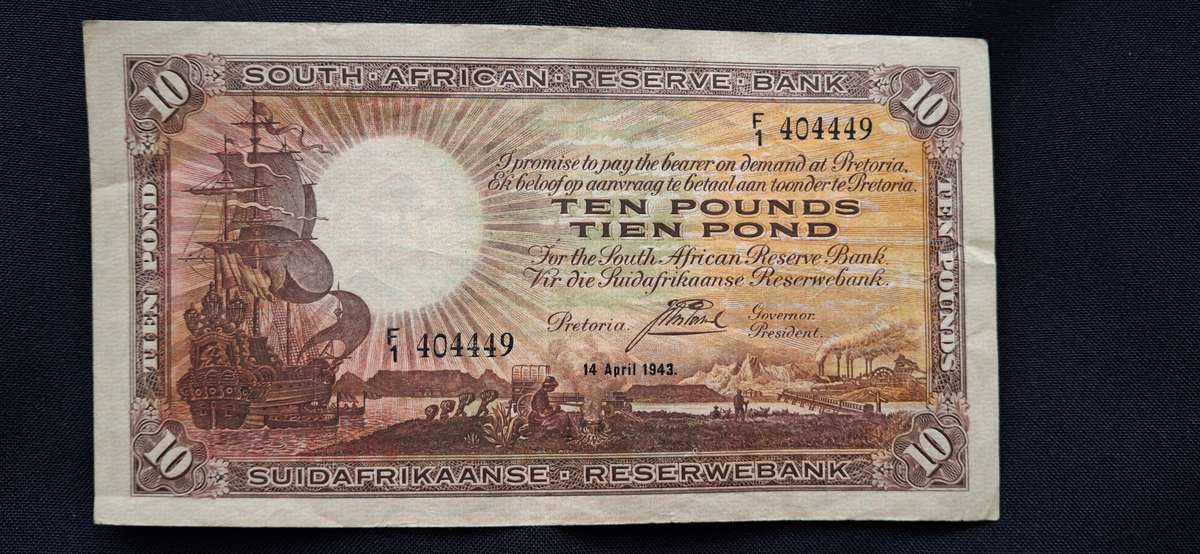 10 SOUTH·AFRICAN·RESERVE·BANK 10
F/1 404449
I promise to pay the bearer on demand at Pretoria.
Ek beloof op aanvraag te betaal aan toonder te Pretoria.
TEN POUNDS
TIEN POND
For the South African Reserve Bank.
Vir die Suidafrikaanse Reserwebank.
Pretoria.
Governor.
President.
F/1 404449
14 April 1943.
TIEN POND
TEN POUNDS
10 SUIDAFRIKAANSE·RESERWEBANK 10